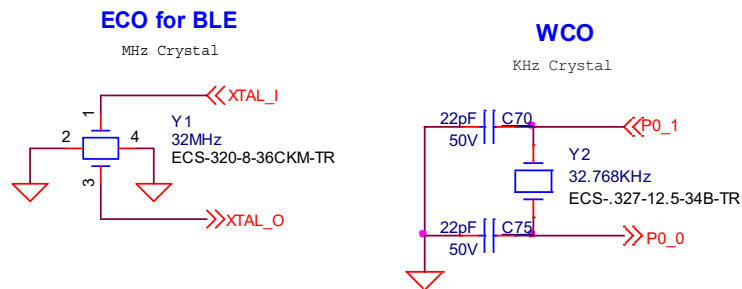 ECO for BLE
MHz Crystal
XTAL_I
1
Y1
2
4
32MHz
ECS-320-8-36CKM-TR
3
XTAL_O
WCO
KHz Crystal
22pF C70
50V
P0_1
Y2
32.768KHz
ECS-.327-12.5-34B-TR
22pF C75
50V
P0_0